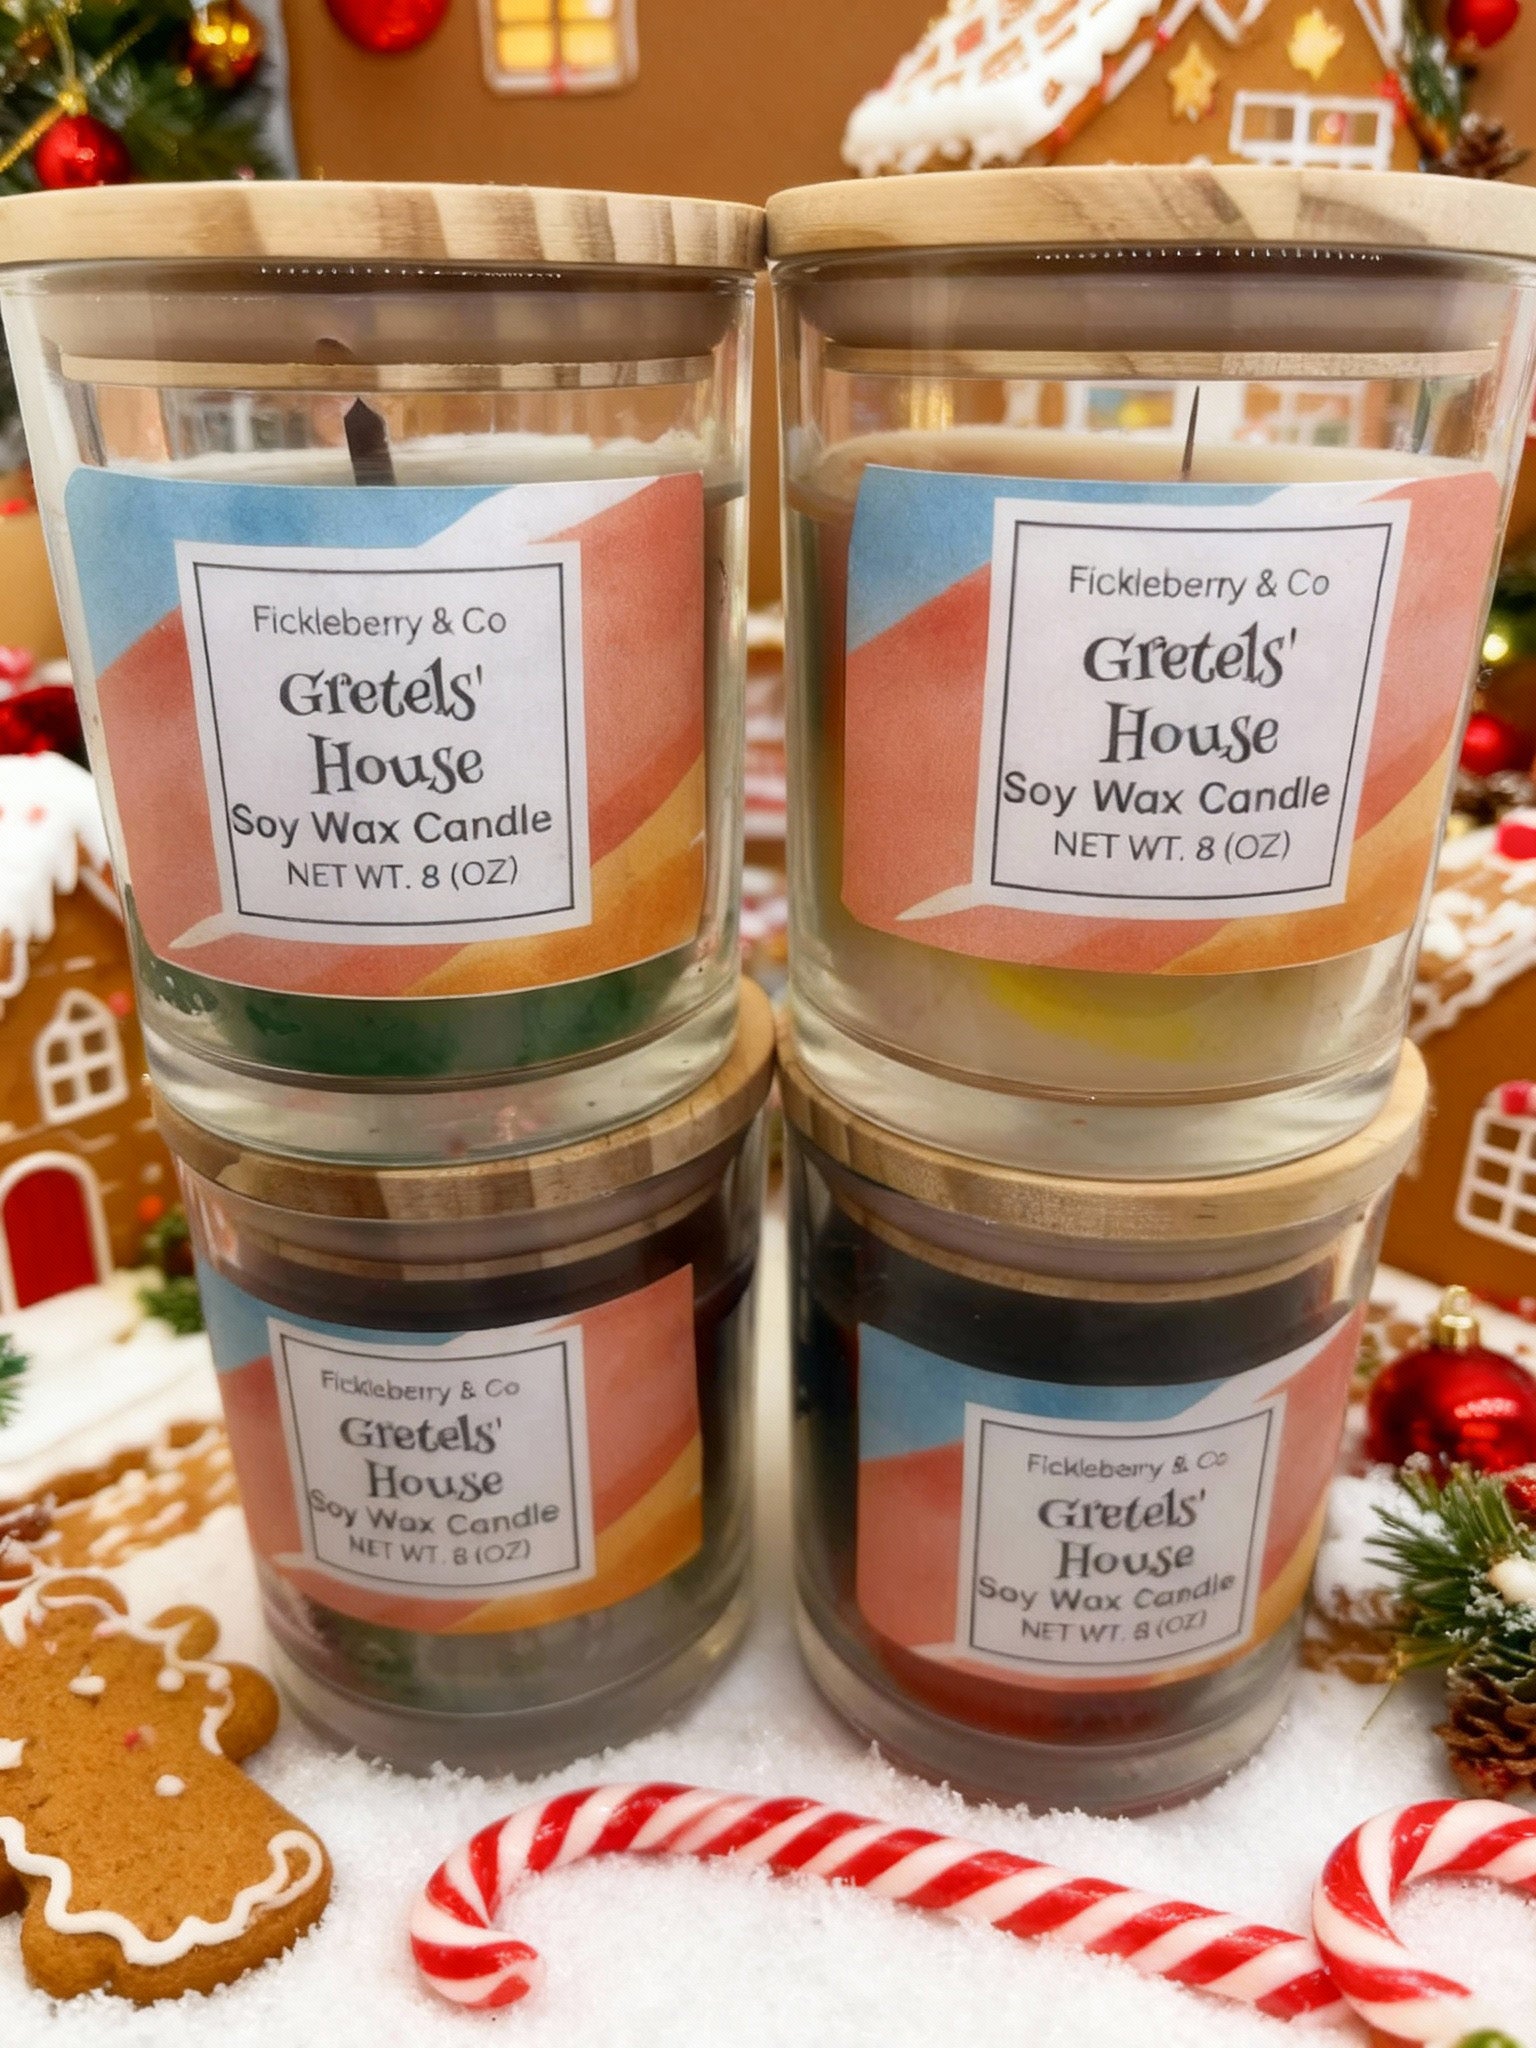 Fickleberry & Co
Gretels'
House
Soy Wax Candle
NET WT. 8 (OZ)
Fickleberry & Co
Gretels'
House
Soy Wax Candle
NET WT. 8 (OZ)
Fickleberry & Co
Gretels'
House
Soy Wax Candle
NET WT. 8 (OZ)
Fickleberry & Co
Gretels'
House
Soy Wax Candle
NET WT. 8 (OZ)